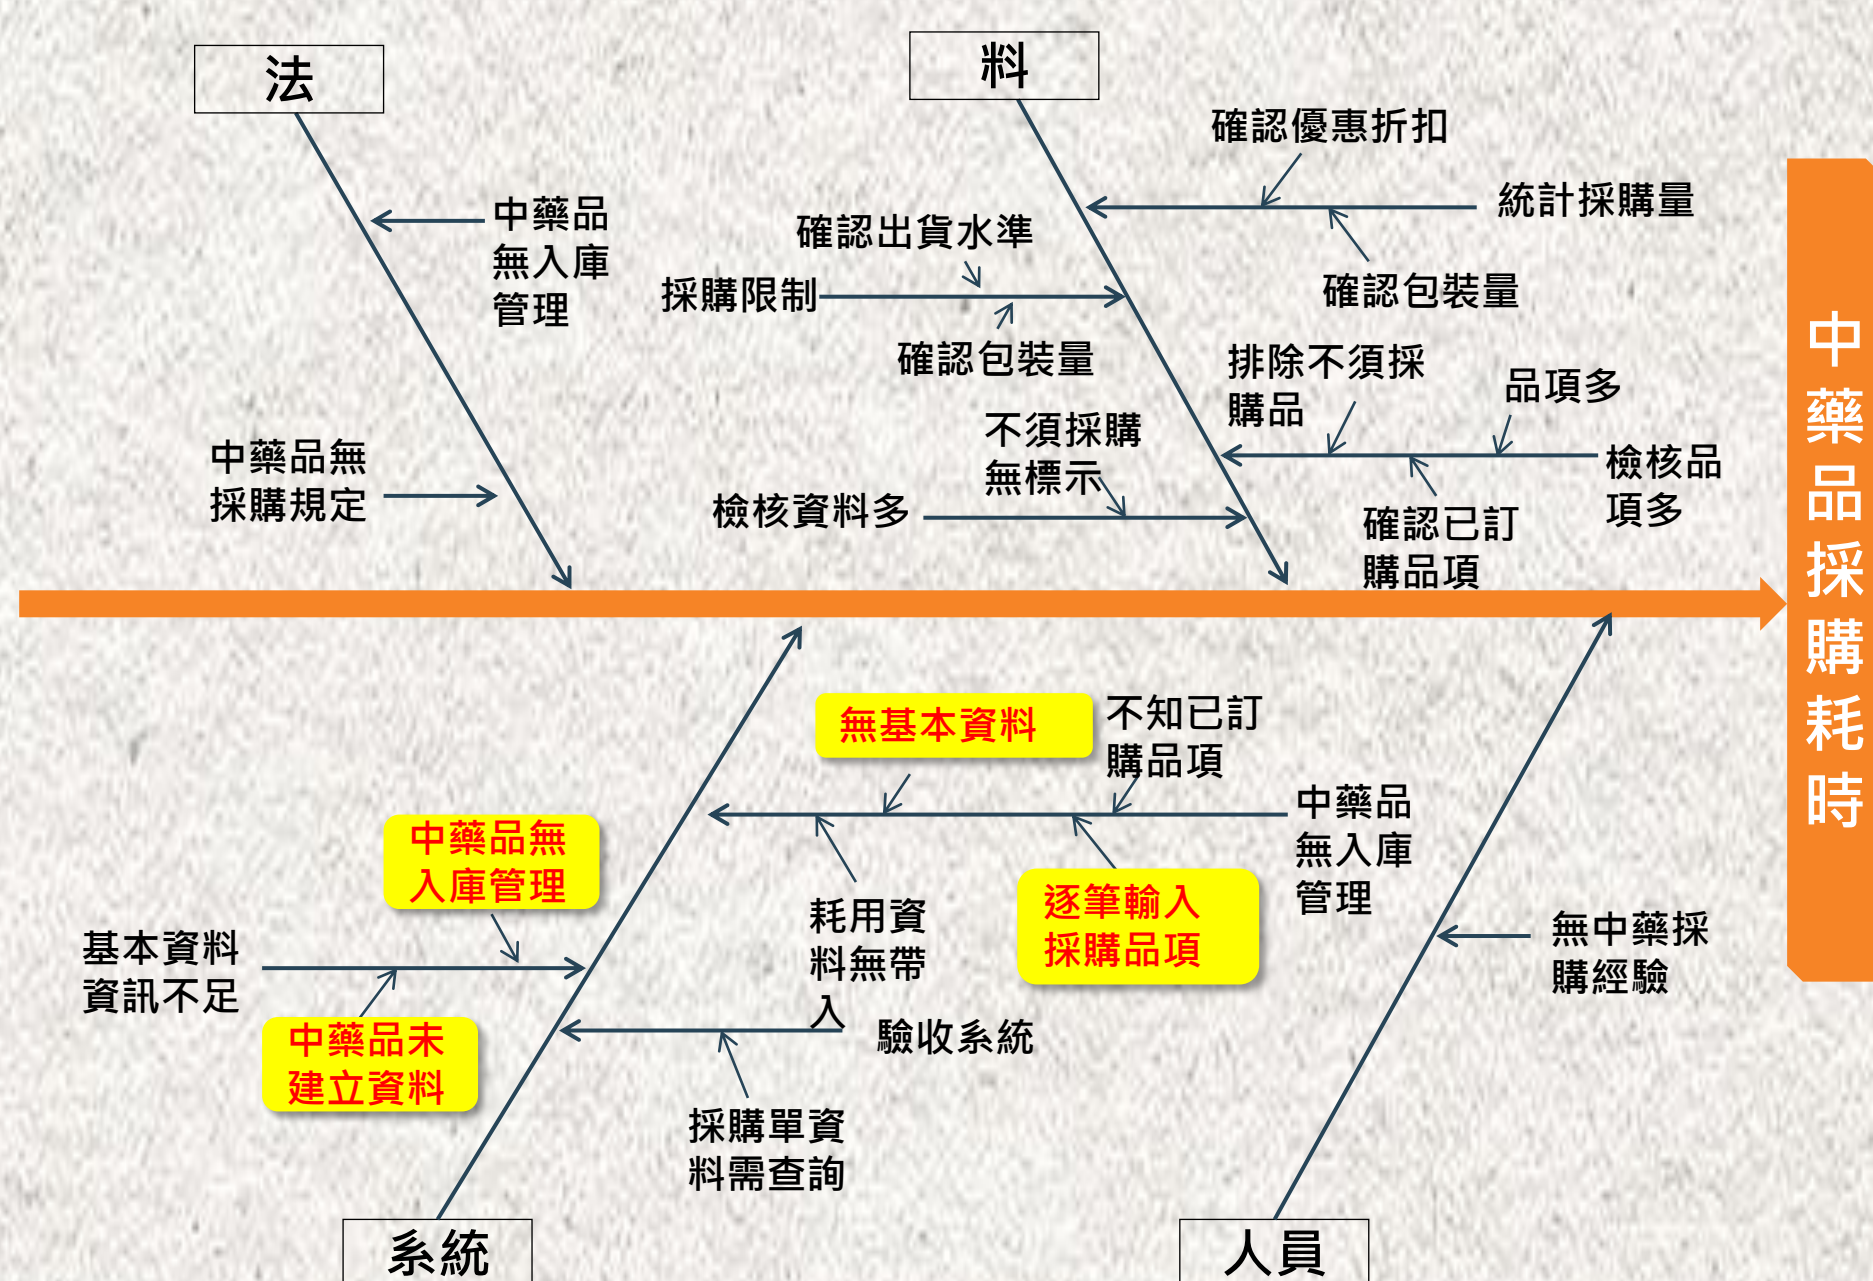 法
料
確認優惠折扣
統計採購量
中藥品
無入庫
管理
確認出貨水準
採購限制
確認包裝量
確認包裝量
排除不須採
購品
品項多
不須採購
無標示
檢核品
項多
中藥品無
採購規定
檢核資料多
確認已訂
購品項
中藥品採購耗時
無基本資料
不知已訂
購品項
中藥品
無入庫
管理
中藥品無
入庫管理
逐筆輸入
採購品項
耗用資
料無帶
入
基本資料
資訊不足
無中藥採
購經驗
中藥品未
建立資料
驗收系統
採購單資
料需查詢
系統
人員